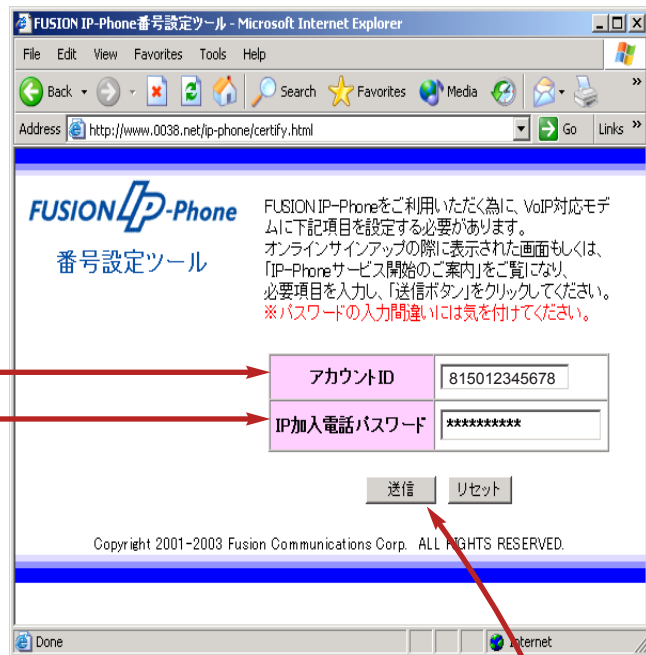 FUSION IP-Phone番号設定ツール - Microsoft Internet Explorer
File Edit View Favorites Tools Help
Back Search Favorites Media »
Address http://www.0038.net/ip-phone/certify.html Go Links »
FUSION IP-Phone
番号設定ツール
FUSION IP-Phoneをご利用いただく為に、VoIP対応モデ
ムに下記項目を設定する必要があります。
オンラインサインアップの際に表示された画面もしくは、
「IP-Phoneサービス開始のご案内」をご覧になり、
必要項目を入力し、「送信ボタン」をクリックしてください。
※パスワードの入力間違いには気を付けてください。
アカウントID 815012345678
IP加入電話パスワード **********
送信 リセット
Copyright 2001-2003 Fusion Communications Corp. ALL RIGHTS RESERVED.
Done Internet